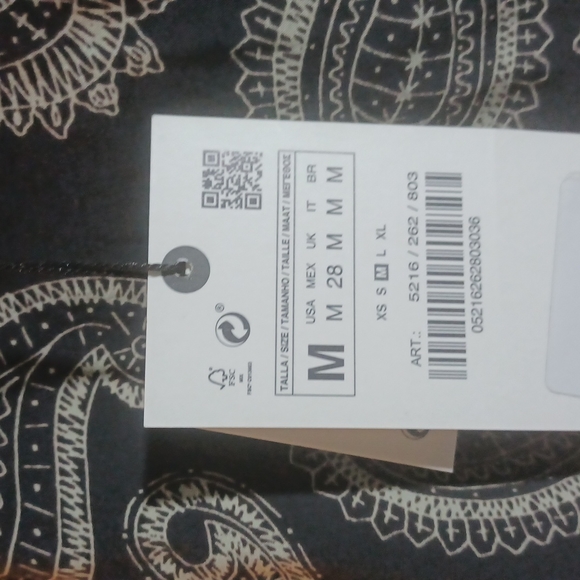 ®
FSC
MIX
TALLA / SIZE / TAMANHO / TAILLE / MAAT / ΜΕΓΕΘΟΣ
M
USA MEX UK IT BR
M 28 M M M
XS S M L XL
ART.: 5216 / 262 / 803
05216262803036